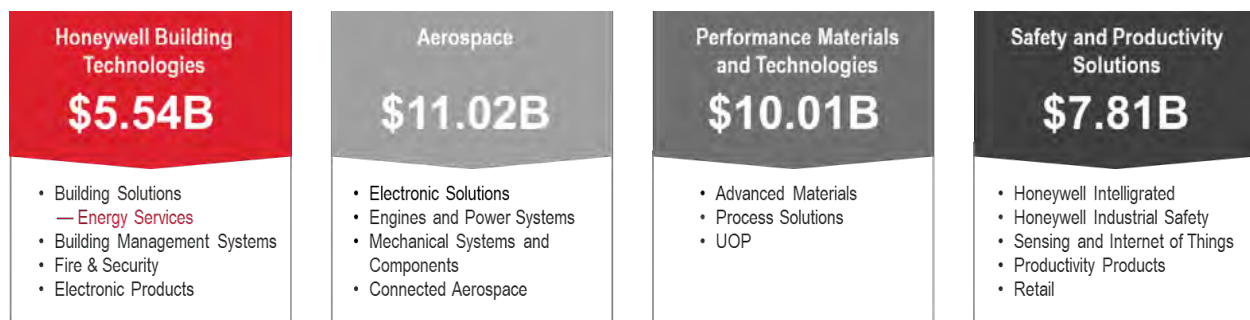 Honeywell Building
Technologies
$5.54B
• Building Solutions
— Energy Services
• Building Management Systems
• Fire & Security
• Electronic Products
Aerospace
$11.02B
• Electronic Solutions
• Engines and Power Systems
• Mechanical Systems and
Components
• Connected Aerospace
Performance Materials
and Technologies
$10.01B
• Advanced Materials
• Process Solutions
• UOP
Safety and Productivity
Solutions
$7.81B
• Honeywell Intelligrated
• Honeywell Industrial Safety
• Sensing and Internet of Things
• Productivity Products
• Retail